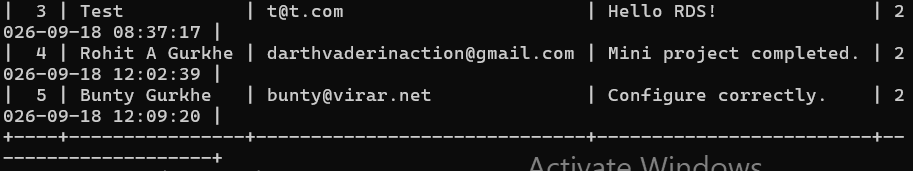 |  3 | Test            | t@t.com                       | Hello RDS!              | 2
026-09-18 08:37:17 |
|  4 | Rohit A Gurkhe | darthvaderinaction@gmail.com | Mini project completed. | 2
026-09-18 12:02:39 |
|  5 | Bunty Gurkhe   | bunty@virar.net              | Configure correctly.    | 2
026-09-18 12:09:20 |
+----+----------------+------------------------------+-------------------------+--
-------------------+
Activate Windows